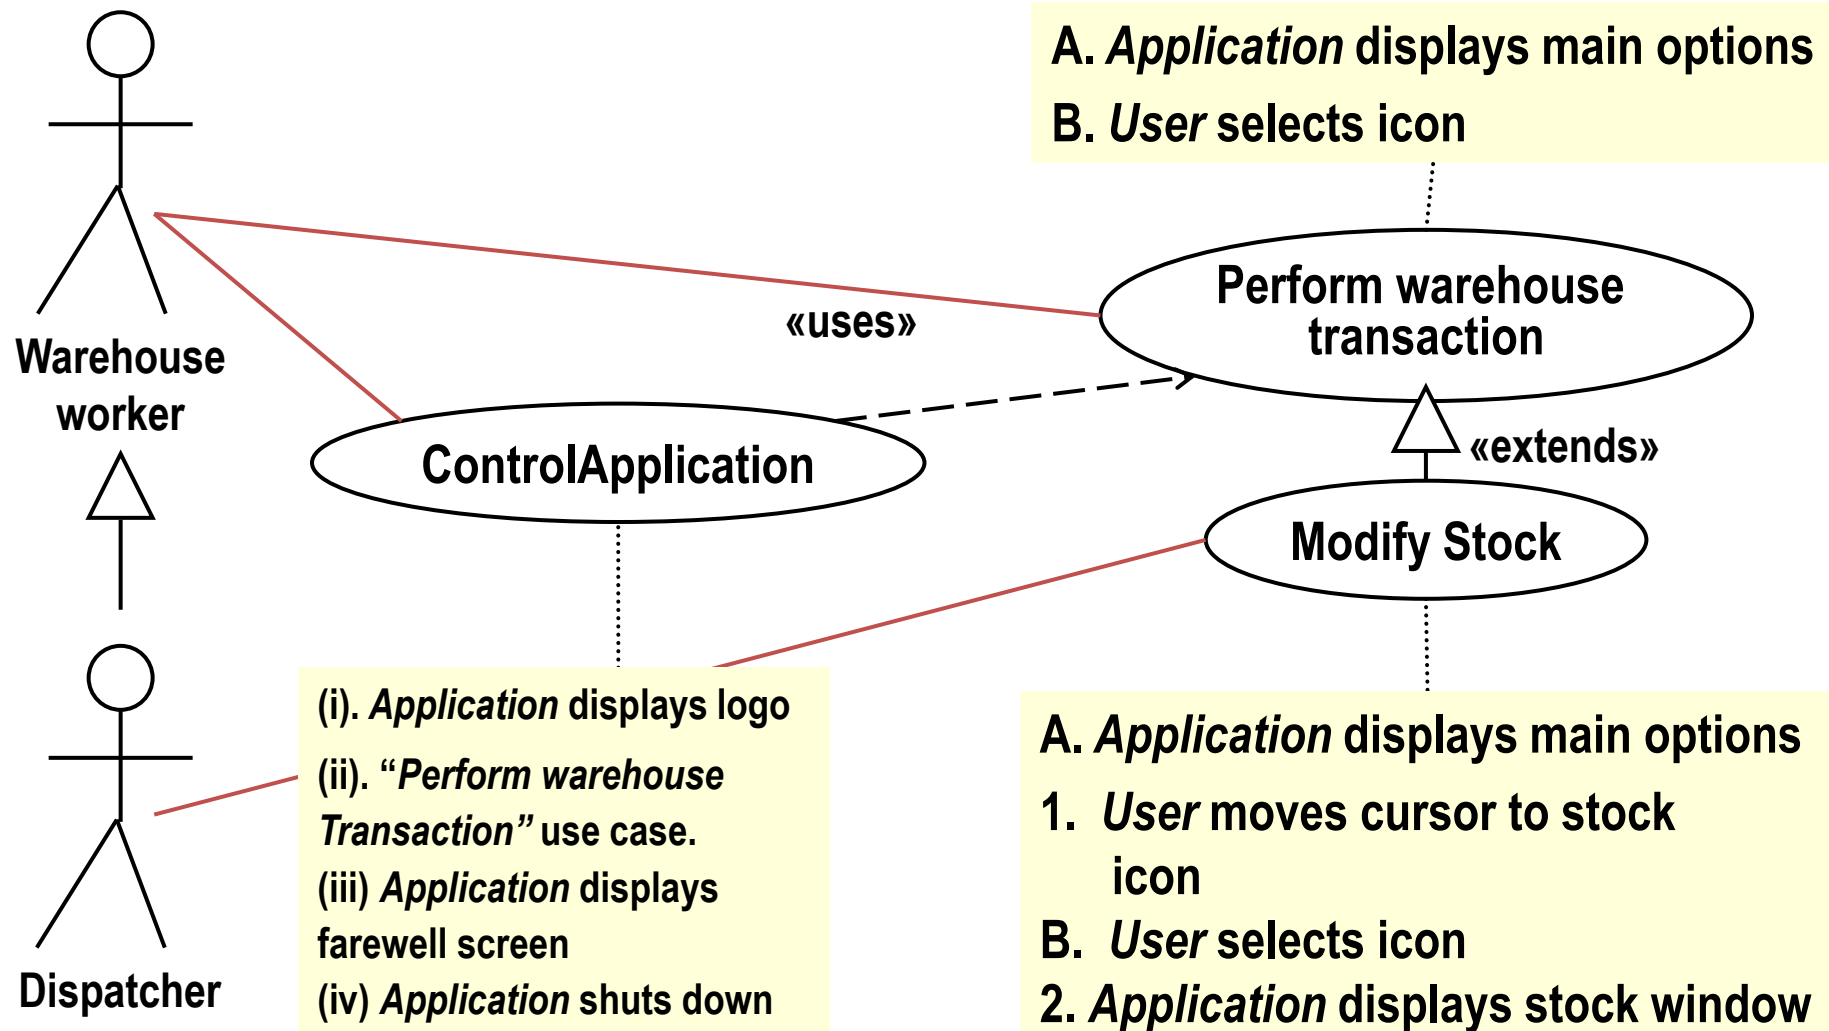 A. Application displays main options
B. User selects icon
Perform warehouse
transaction
«uses»
Warehouse
worker
«extends»
ControlApplication
Modify Stock
(i). Application displays logo
(ii). “Perform warehouse
Transaction” use case.
(iii) Application displays
farewell screen
(iv) Application shuts down
A. Application displays main options
1. User moves cursor to stock
icon
B. User selects icon
2. Application displays stock window
Dispatcher